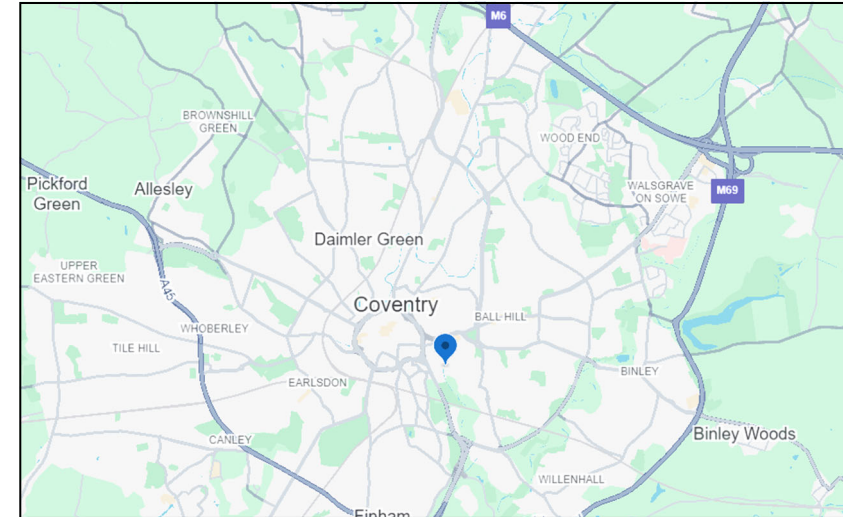 M6
BROWNSHILL
GREEN
WOOD END
Pickford
Green
Allesley
WALSGRAVE
ON SOWE
M69
Daimler Green
UPPER
EASTERN GREEN
A45
Coventry
BALL HILL
WHOBERLEY
TILE HILL
EARLSDON
BINLEY
CANLEY
Binley Woods
WILLENHALL
Finham